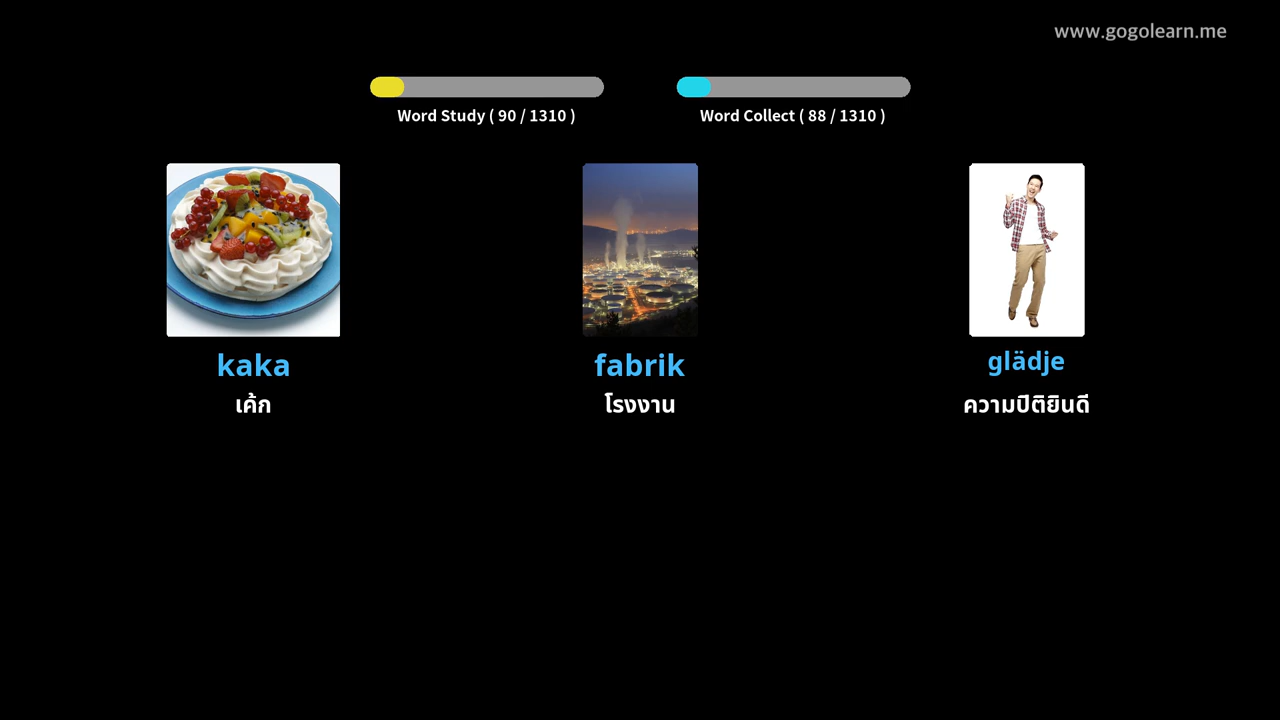 www.gogolearn.me
Word Study ( 90 / 1310 )
Word Collect ( 88 / 1310 )
kaka
เค้ก
fabrik
โรงงาน
glädje
ความปิติยินดี